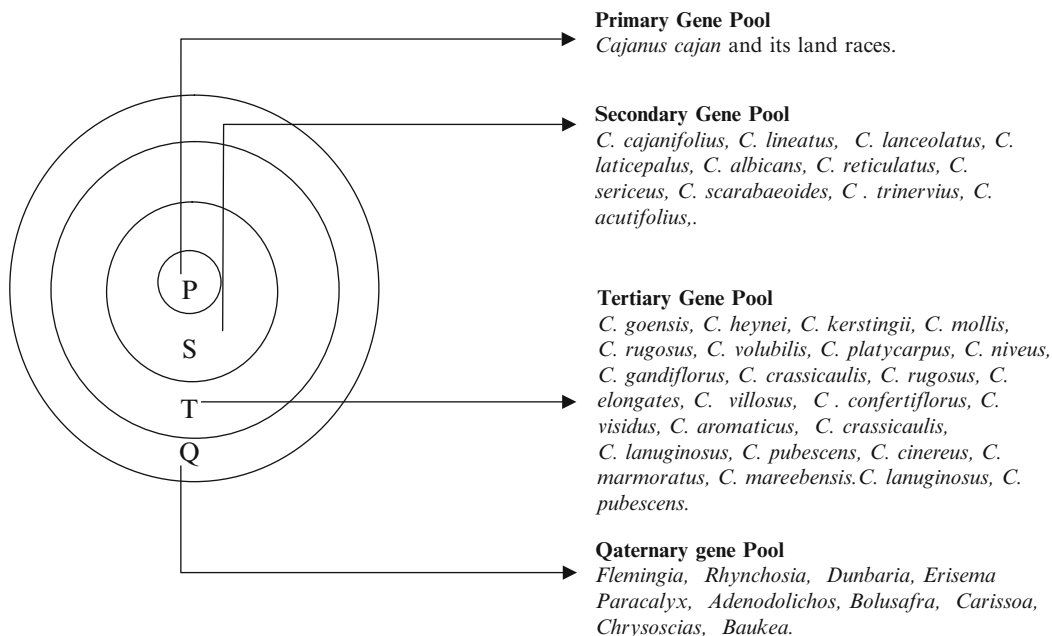 Primary Gene Pool
Cajanus cajan and its land races.
Secondary Gene Pool
C. cajanifolius, C. lineatus, C. lanceolatus, C.
laticepalus, C. albicans, C. reticulatus, C.
sericeus, C. scarabaeoides, C . trinervius, C.
acutifolius,.
P
S
T
Q
Tertiary Gene Pool
C. goensis, C. heynei, C. kerstingii, C. mollis,
C. rugosus, C. volubilis, C. platycarpus, C. niveus,
C. gandiflorus, C. crassicaulis, C. rugosus, C.
elongates, C. villosus, C . confertiflorus, C.
visidus, C. aromaticus, C. crassicaulis,
C. lanuginosus, C. pubescens, C. cinereus, C.
marmoratus, C. mareebensis.C. lanuginosus, C.
pubescens.
Qaternary gene Pool
Flemingia, Rhynchosia, Dunbaria, Erisema
Paracalyx, Adenodolichos, Bolusafra, Carissoa,
Chrysoscias, Baukea.